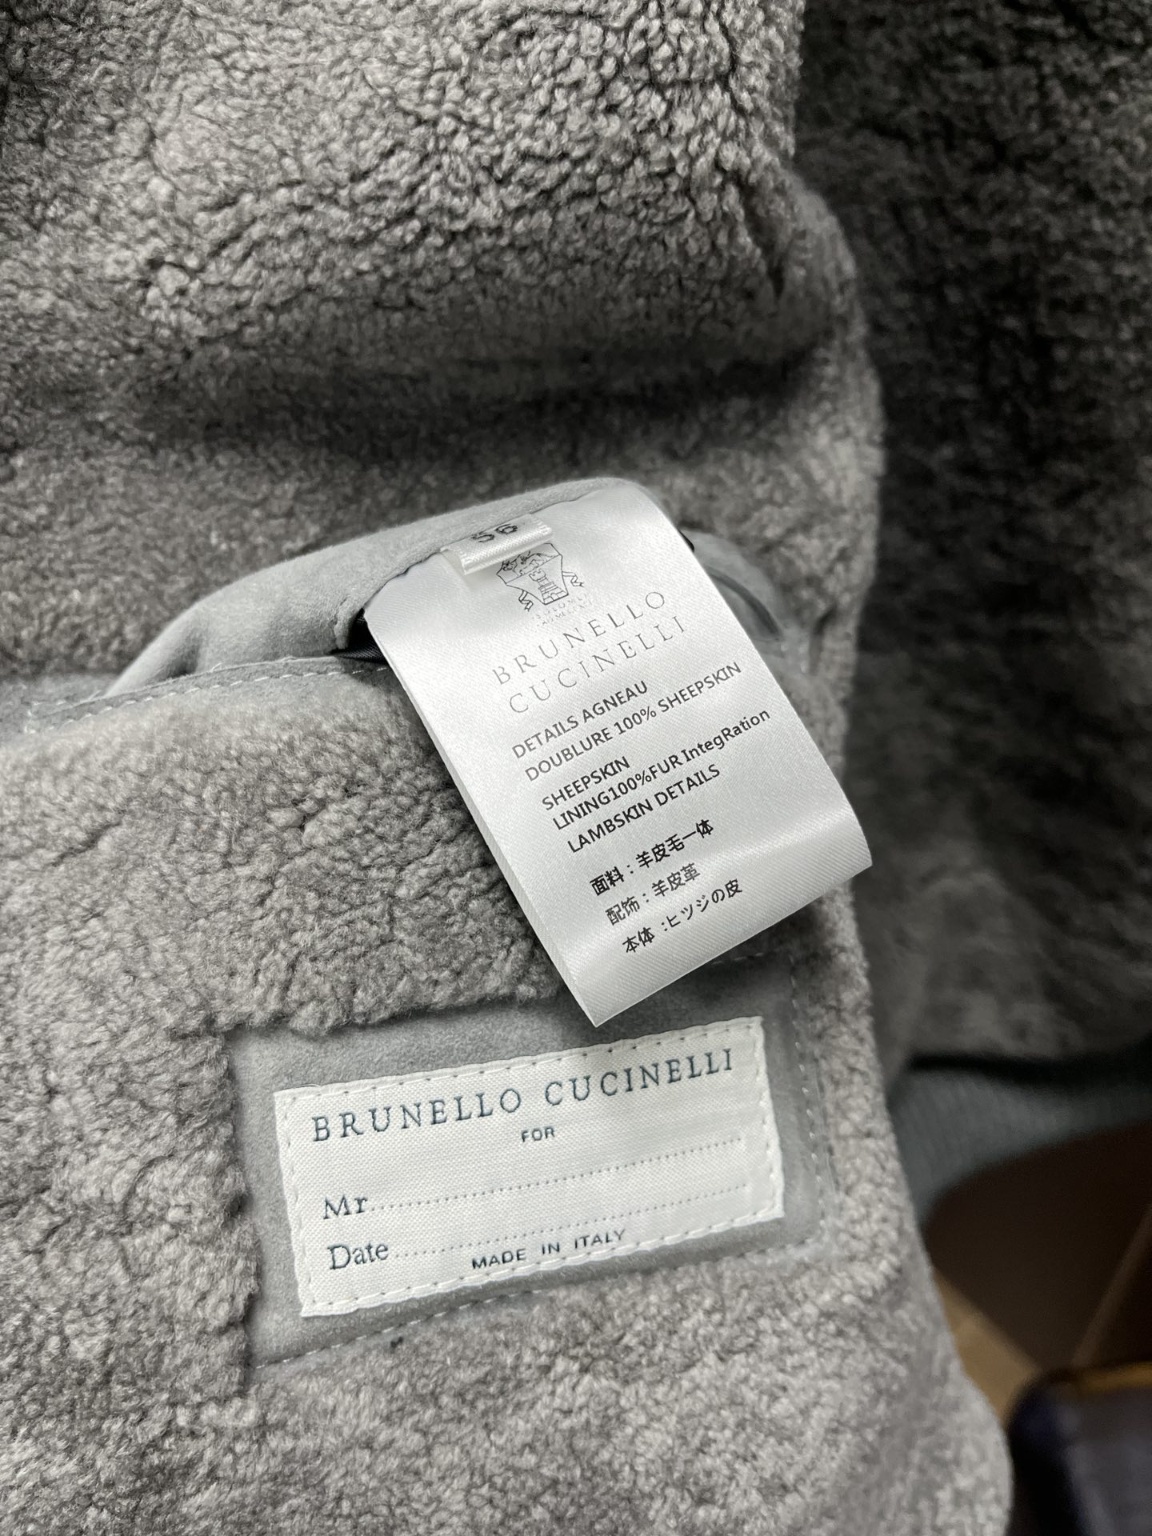 56
BRUNELLO
CUCINELLI
DETAILS AGNEAU
DOUBLURE 100% SHEEPSKIN
SHEEPSKIN
LINING100%FUR IntegRation
LAMBSKIN DETAILS
面料：羊皮毛一体
配饰：羊皮革
本体:ヒツジの皮
BRUNELLO CUCINELLI
FOR
Mr
Date
MADE IN ITALY